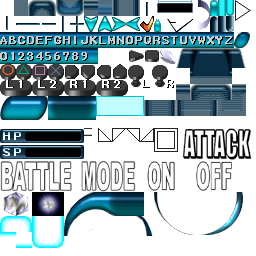 ABCDEFGHIJKLMNOPQRSTUVWXYZ
0123456789
L1 L2 R1 R2 L R
HP
SP
ATTACK
BATTLE MODE ON OFF